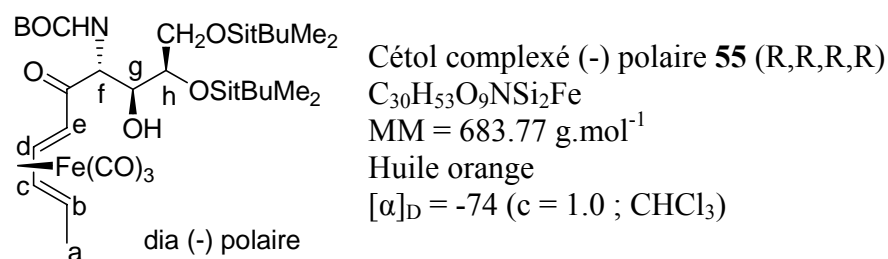 BOCHN
CH₂OSitBuMe₂
g
O
f
h
OSitBuMe₂
e
OH
d
Fe(CO)₃
c
b
a
dia (-) polaire
Cétol complexé (-) polaire 55 (R,R,R,R)
C₃₀H₅₃O₉NSi₂Fe
MM = 683.77 g.mol⁻¹
Huile orange
[α]D = -74 (c = 1.0 ; CHCl₃)